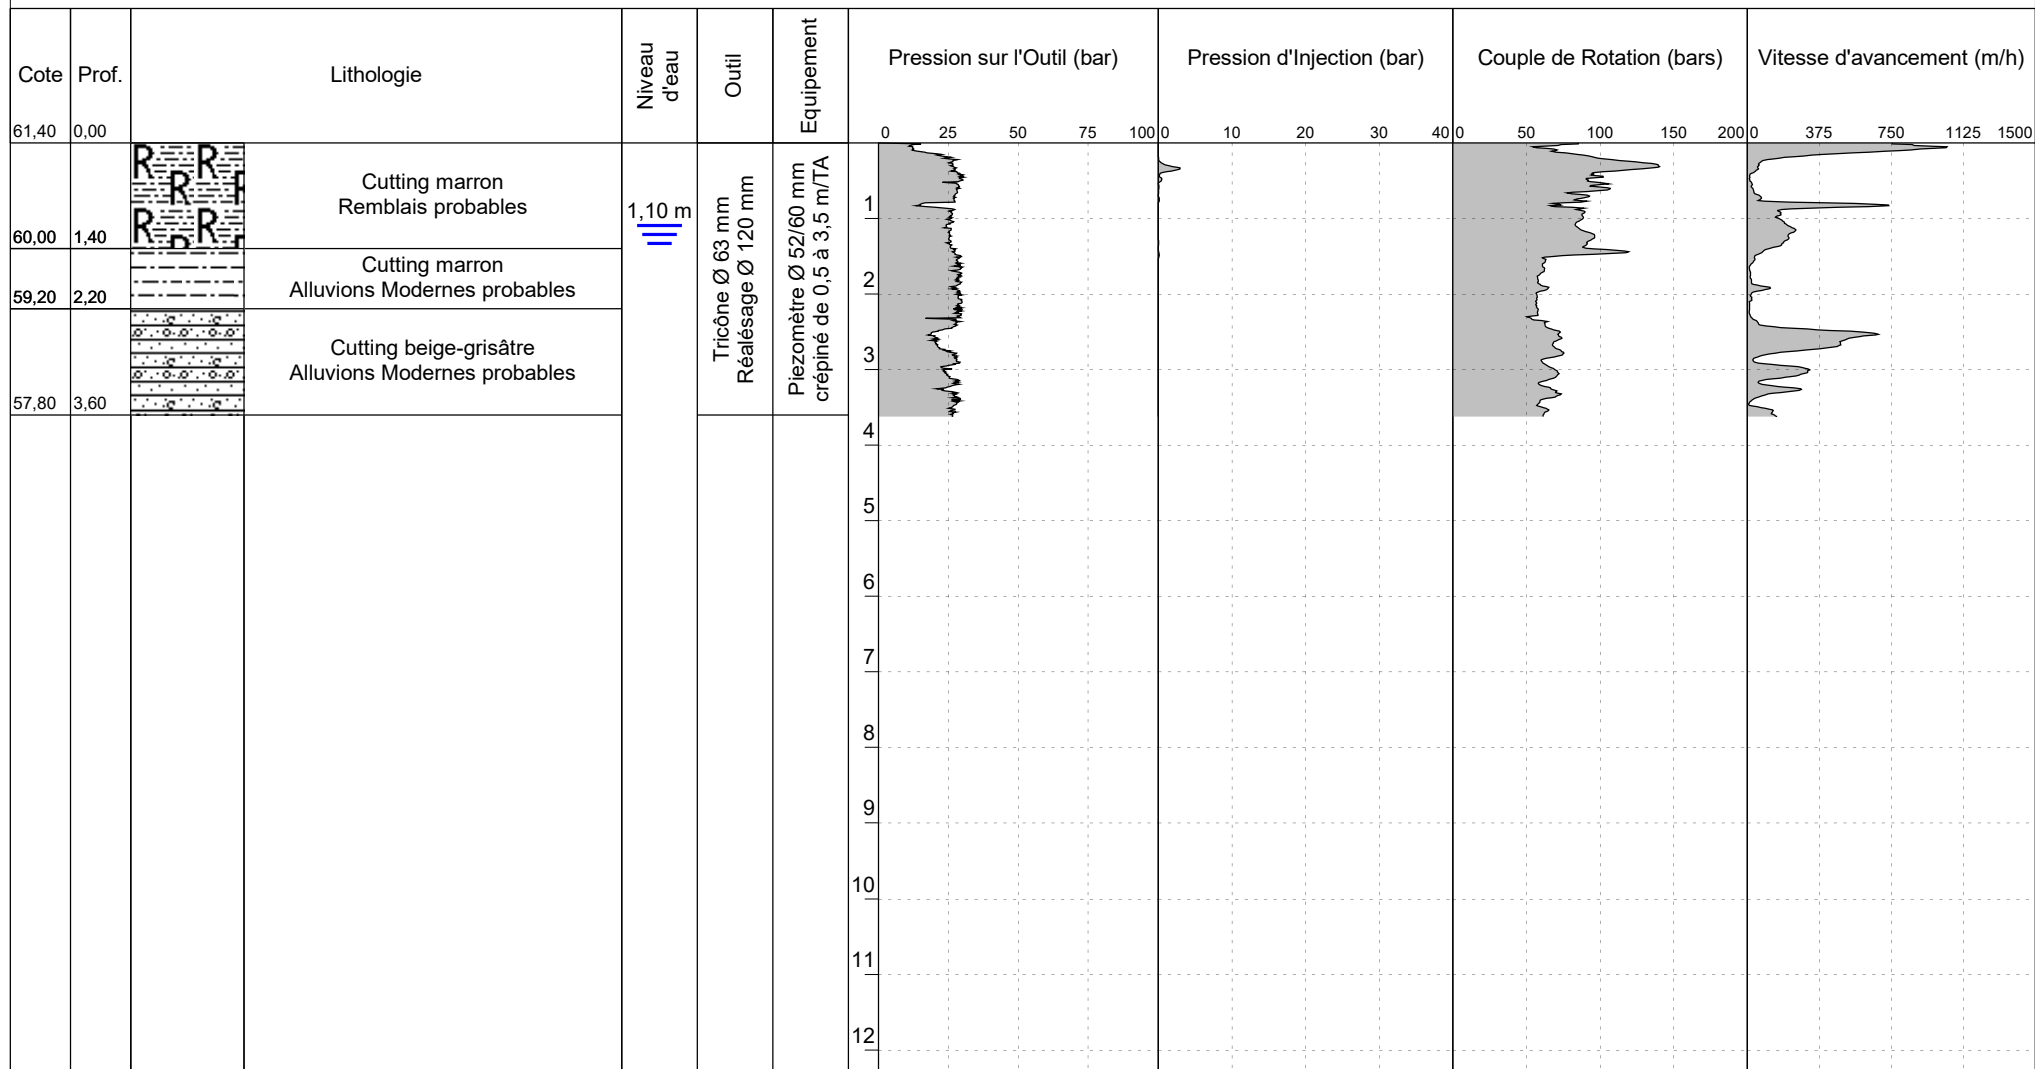 Cote
Prof.
Lithologie
Niveau
d'eau
Outil
Equipement
Pression sur l'Outil (bar)
Pression d'Injection (bar)
Couple de Rotation (bars)
Vitesse d'avancement (m/h)
61,40
0,00
0 25 50 75 100
0 10 20 30 40
0 50 100 150 200
0 375 750 1125 1500
R R
R R
R R
R R
Cutting marron
Remblais probables
60,00 1,40
Cutting marron
Alluvions Modernes probables
59,20 2,20
Cutting beige-grisâtre
Alluvions Modernes probables
57,80 3,60
1,10 m
Tricône Ø 63 mm
Réalésage Ø 120 mm
Piezomètre Ø 52/60 mm
crépiné de 0,5 à 3,5 m/TA
1
2
3
4
5
6
7
8
9
10
11
12